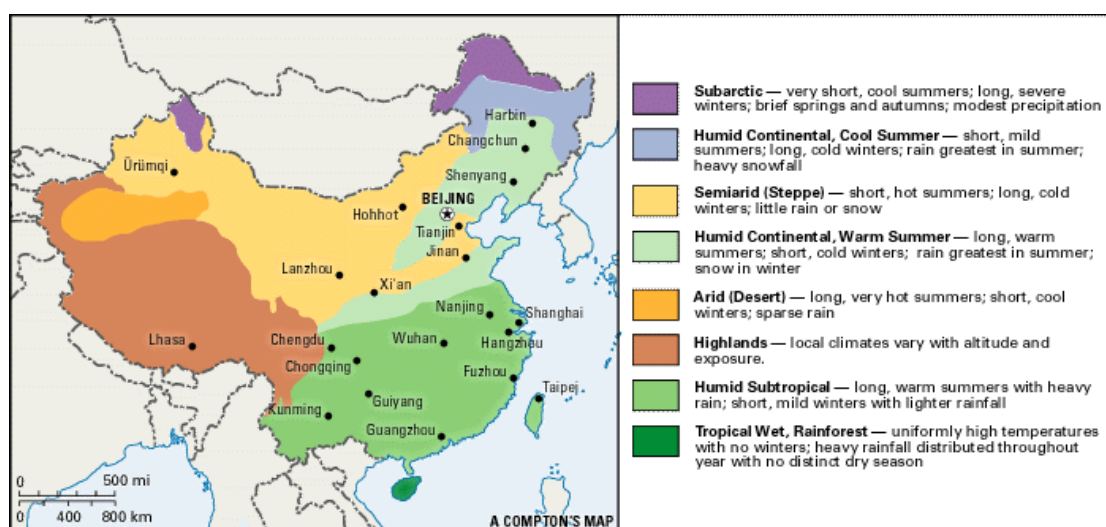 Harbin
Changchun
Ürümqi
Shenyang
BEIJING
Hohhot
Tianjin
Jinan
Lanzhou
Xi'an
Nanjing
Shanghai
Lhasa
Chengdu
Wuhan
Hangzhou
Chongqing
Fuzhou
Taipei
Guiyang
Kunming
Guangzhou
0 500 mi
0 400 800 km
A COMPTON'S MAP
Subarctic — very short, cool summers; long, severe
winters; brief springs and autumns; modest precipitation
Humid Continental, Cool Summer — short, mild
summers; long, cold winters; rain greatest in summer;
heavy snowfall
Semiarid (Steppe) — short, hot summers; long, cold
winters; little rain or snow
Humid Continental, Warm Summer — long, warm
summers; short, cold winters; rain greatest in summer;
snow in winter
Arid (Desert) — long, very hot summers; short, cool
winters; sparse rain
Highlands — local climates vary with altitude and
exposure.
Humid Subtropical — long, warm summers with heavy
rain; short, mild winters with lighter rainfall
Tropical Wet, Rainforest — uniformly high temperatures
with no winters; heavy rainfall distributed throughout
year with no distinct dry season